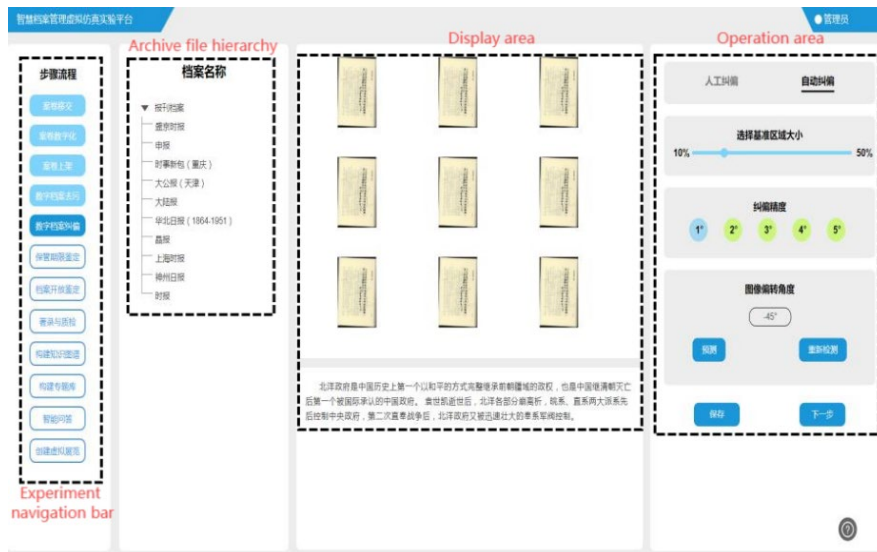 智慧档案管理虚拟仿真实验平台
管理员
Archive file hierarchy
Display area
Operation area
步骤流程
案卷移交
案卷数字化
案卷上架
数字档案去污
数字档案纠偏
保管期限鉴定
档案开放鉴定
著录与质检
构建知识图谱
构建专题库
智能问答
创建虚拟展览
Experiment
navigation bar
档案名称
报刊档案
盛京时报
申报
时事新包（重庆）
大公报（天津）
大陆报
华北日报（1864-1951）
晶报
上海时报
神州日报
时报
北洋政府是中国历史上第一个以和平的方式完整继承前朝疆域的政权，也是中国继清朝灭亡
后第一个被国际承认的中国政府。 袁世凯逝世后，北洋各部分崩离析，皖系、直系两大派系先
后控制中央政府，第二次直奉战争后，北洋政府又被迅速壮大的奉系军阀控制。
人工纠偏
自动纠偏
选择基准区域大小
10%
50%
纠偏精度
1° 2° 3° 4° 5°
图像偏转角度
-45°
预测
重新检测
保存
下一步